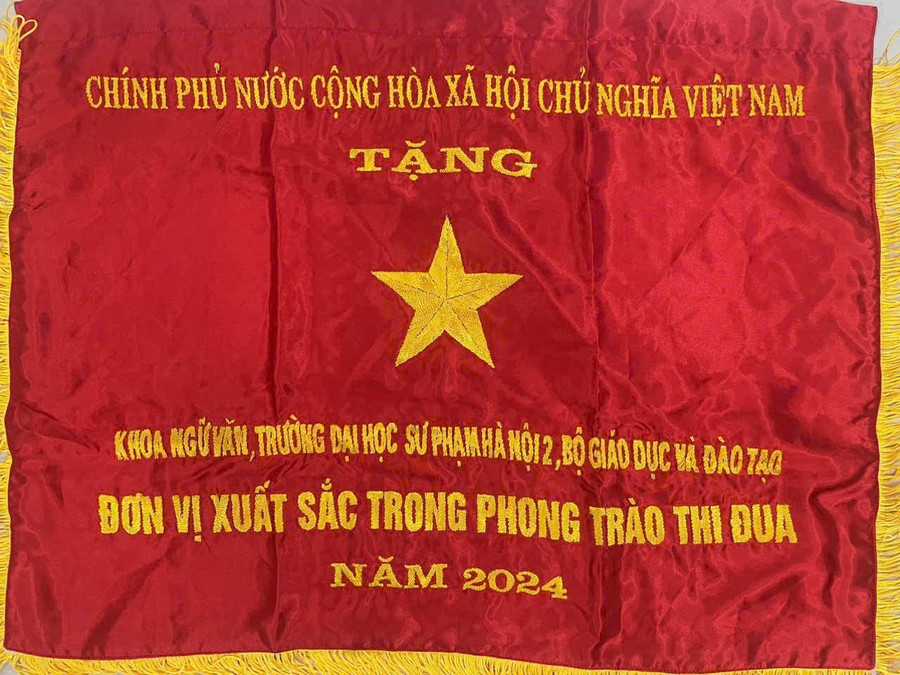 CHÍNH PHỦ NƯỚC CỘNG HÒA XÃ HỘI CHỦ NGHĨA VIỆT NAM
TẶNG
KHOA NGỮ VĂN, TRƯỜNG ĐẠI HỌC SƯ PHẠM HÀ NỘI 2, BỘ GIÁO DỤC VÀ ĐÀO TẠO
ĐƠN VỊ XUẤT SẮC TRONG PHONG TRÀO THI ĐUA
NĂM 2024